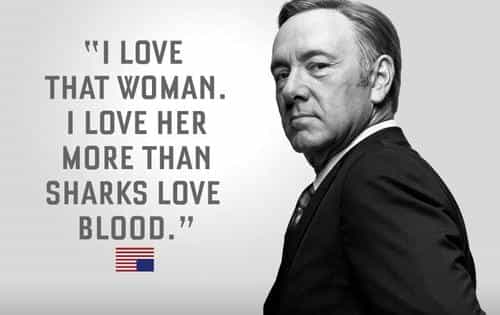 "I LOVE
THAT WOMAN.
I LOVE HER
MORE THAN
SHARKS LOVE
BLOOD."